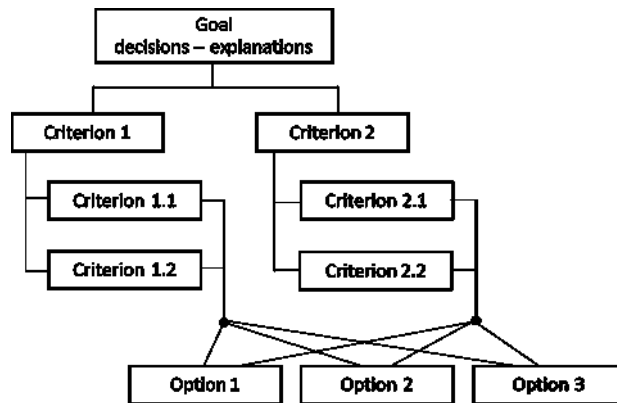 Goal
decisions – explanations
Criterion 1
Criterion 2
Criterion 1.1
Criterion 2.1
Criterion 1.2
Criterion 2.2
Option 1
Option 2
Option 3